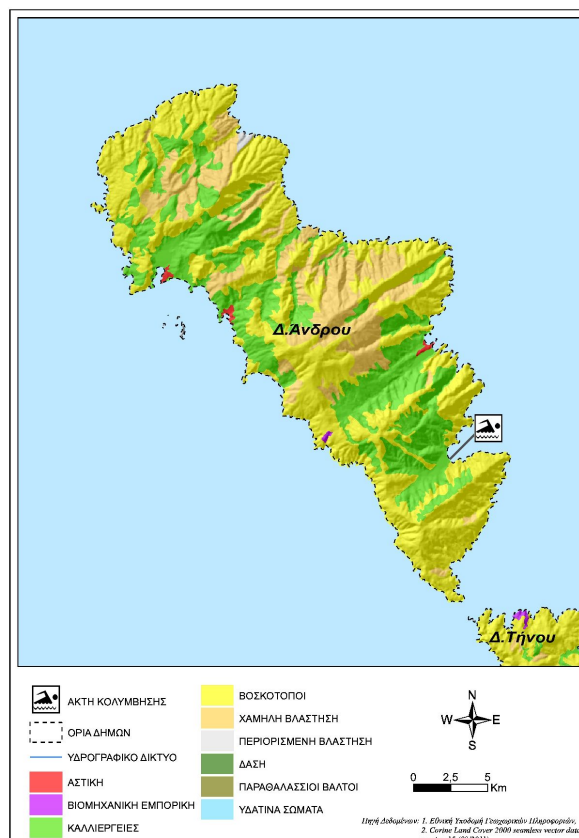 Δ.Άνδρου
Δ.Τήνου
ΑΚΤΗ ΚΟΛΥΜΒΗΣΗΣ
ΟΡΙΑ ΔΗΜΩΝ
ΥΔΡΟΓΡΑΦΙΚΟ ΔΙΚΤΥΟ
ΑΣΤΙΚΗ
ΒΙΟΜΗΧΑΝΙΚΗ ΕΜΠΟΡΙΚΗ
ΚΑΛΛΙΕΡΓΕΙΕΣ
ΒΟΣΚΟΤΟΠΟΙ
ΧΑΜΗΛΗ ΒΛΑΣΤΗΣΗ
ΠΕΡΙΟΡΙΣΜΕΝΗ ΒΛΑΣΤΗΣΗ
ΔΑΣΗ
ΠΑΡΑΘΑΛΑΣΣΙΟΙ ΒΑΛΤΟΙ
ΥΔΑΤΙΝΑ ΣΩΜΑΤΑ
N
W E
S
0 2,5 5
Km
Πηγή Δεδομένων: 1. Εθνική Υποδομή Γεωχωρικών Πληροφοριών,
2. Corine Land Cover 2000 seamless vector data